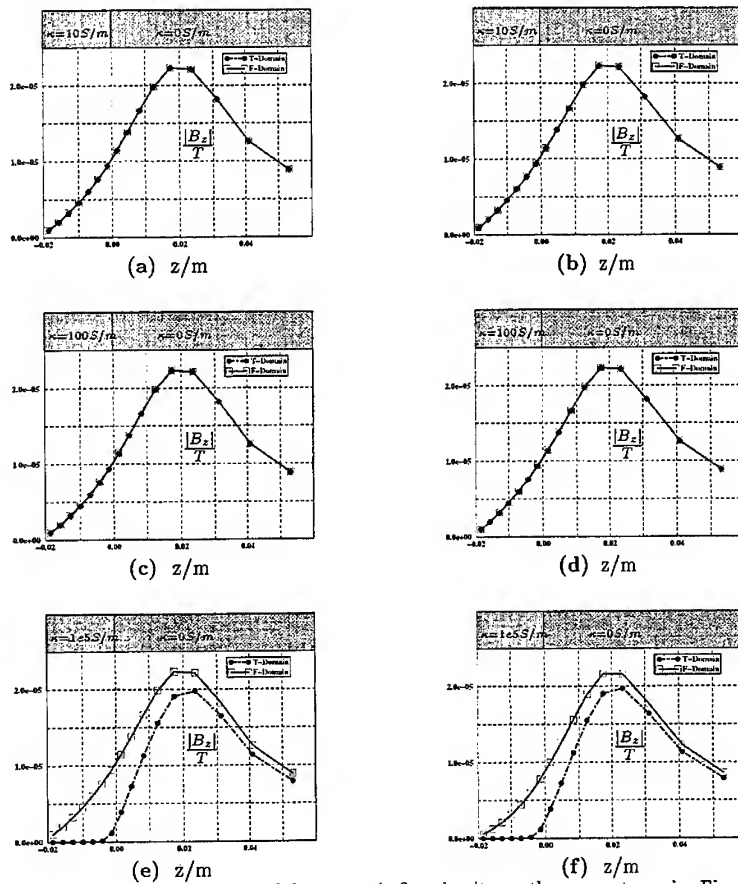 κ=10S/m κ=0S/m
T-Domain
F-Domain
2.0e-05
1.0e-05
0.0e+00
|B_z|
T
-0.02 0.00 0.02 0.04
(a) z/m
κ=10S/m κ=0S/m
T-Domain
F-Domain
2.0e-05
1.0e-05
0.0e+00
|B_z|
T
-0.02 0.00 0.02 0.04
(b) z/m
κ=100S/m κ=0S/m
T-Domain
F-Domain
2.0e-05
1.0e-05
0.0e+00
|B_z|
T
-0.02 0.00 0.02 0.04
(c) z/m
κ=100S/m κ=0S/m
T-Domain
F-Domain
2.0e-05
1.0e-05
0.0e+00
|B_z|
T
-0.02 0.00 0.02 0.04
(d) z/m
κ=1e5S/m κ=0S/m
T-Domain
F-Domain
2.0e-05
1.0e-05
0.0e+00
|B_z|
T
-0.02 0.00 0.02 0.04
(e) z/m
κ=1e5S/m κ=0S/m
T-Domain
F-Domain
2.0e-05
1.0e-05
0.0e+00
|B_z|
T
-0.02 0.00 0.02 0.04
(f) z/m